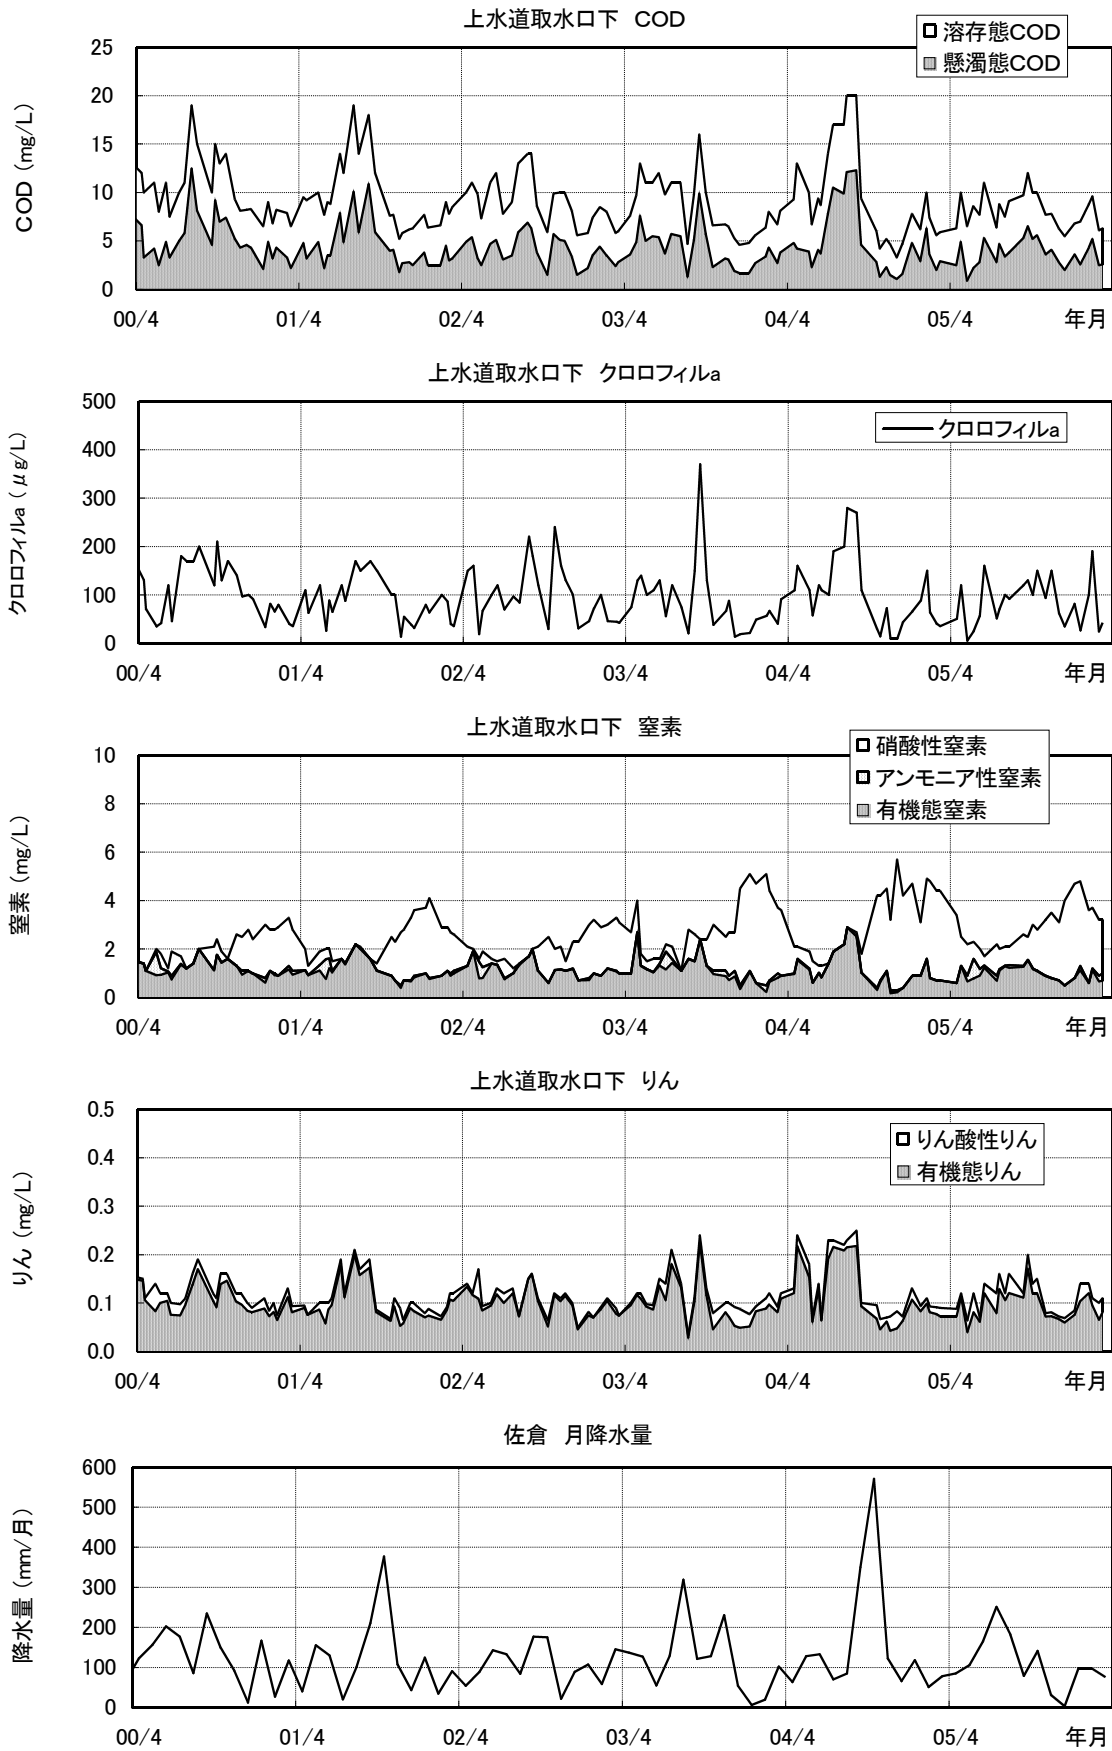 上水道取水口下　COD
溶存態COD
懸濁態COD
COD (mg/L)
25
20
15
10
5
0
00/4 01/4 02/4 03/4 04/4 05/4 年月
上水道取水口下　クロロフィルa
クロロフィルa
クロロフィルa (μg/L)
500
400
300
200
100
0
00/4 01/4 02/4 03/4 04/4 05/4 年月
上水道取水口下　窒素
硝酸性窒素
アンモニア性窒素
有機態窒素
窒素 (mg/L)
10
8
6
4
2
0
00/4 01/4 02/4 03/4 04/4 05/4 年月
上水道取水口下　りん
りん酸性りん
有機態りん
りん (mg/L)
0.5
0.4
0.3
0.2
0.1
0.0
00/4 01/4 02/4 03/4 04/4 05/4 年月
佐倉　月降水量
降水量 (mm/月)
600
500
400
300
200
100
0
00/4 01/4 02/4 03/4 04/4 05/4 年月